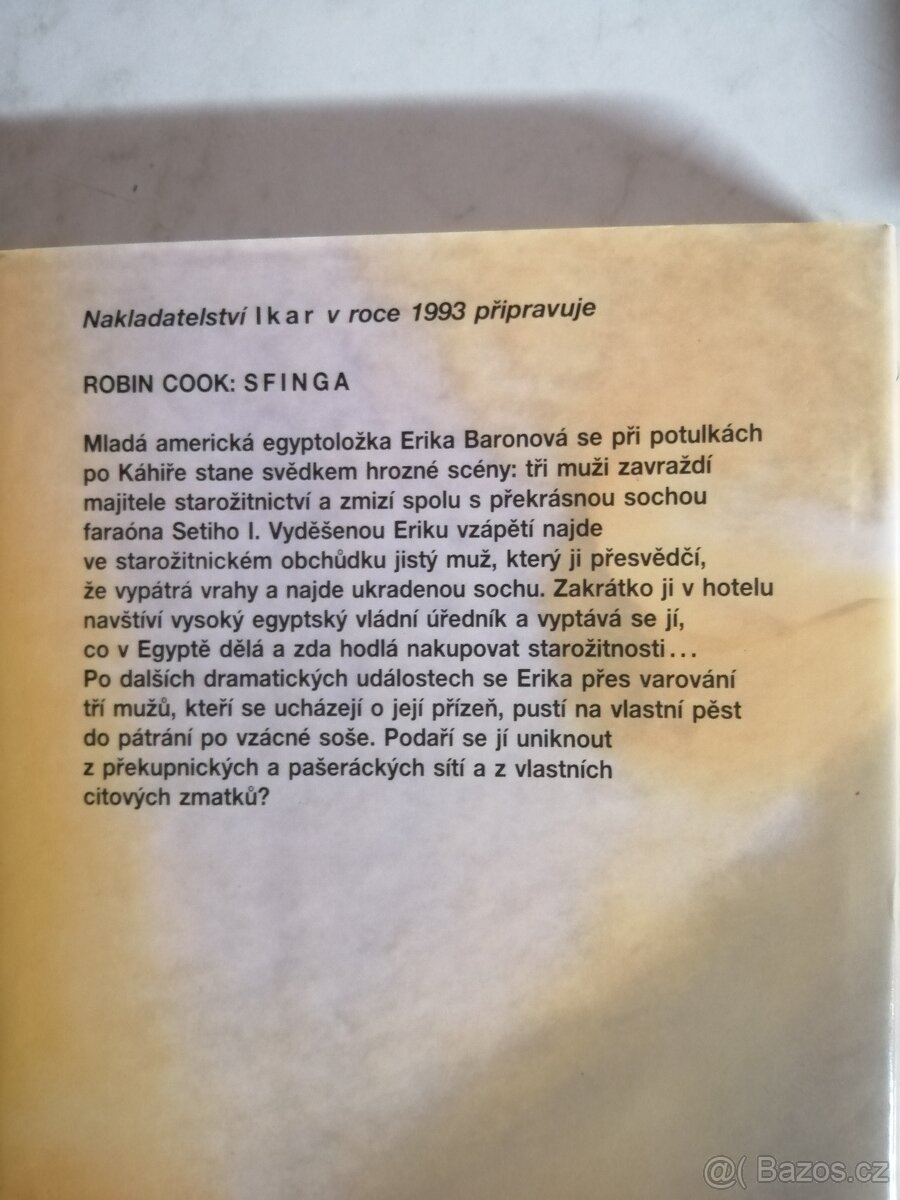 Nakladatelství Ikar v roce 1993 připravuje
ROBIN COOK: SFINGA
Mladá americká egyptoložka Erika Baronová se při potulkách
po Káhiře stane svědkem hrozné scény: tři muži zavraždí
majitele starožitnictví a zmizí spolu s překrásnou sochou
faraóna Setiho I. Vyděšenou Eriku vzápětí najde
ve starožitnickém obchůdku jistý muž, který ji přesvědčí,
že vypátrá vrahy a najde ukradenou sochu. Zakrátko ji v hotelu
navštíví vysoký egyptský vládní úředník a vyptává se jí,
co v Egyptě dělá a zda hodlá nakupovat starožitnosti...
Po dalších dramatických událostech se Erika přes varování
tří mužů, kteří se ucházejí o její přízeň, pustí na vlastní pěst
do pátrání po vzácné soše. Podaří se jí uniknout
z překupnických a pašeráckých sítí a z vlastních
citových zmatků?
@( Bazos.cz